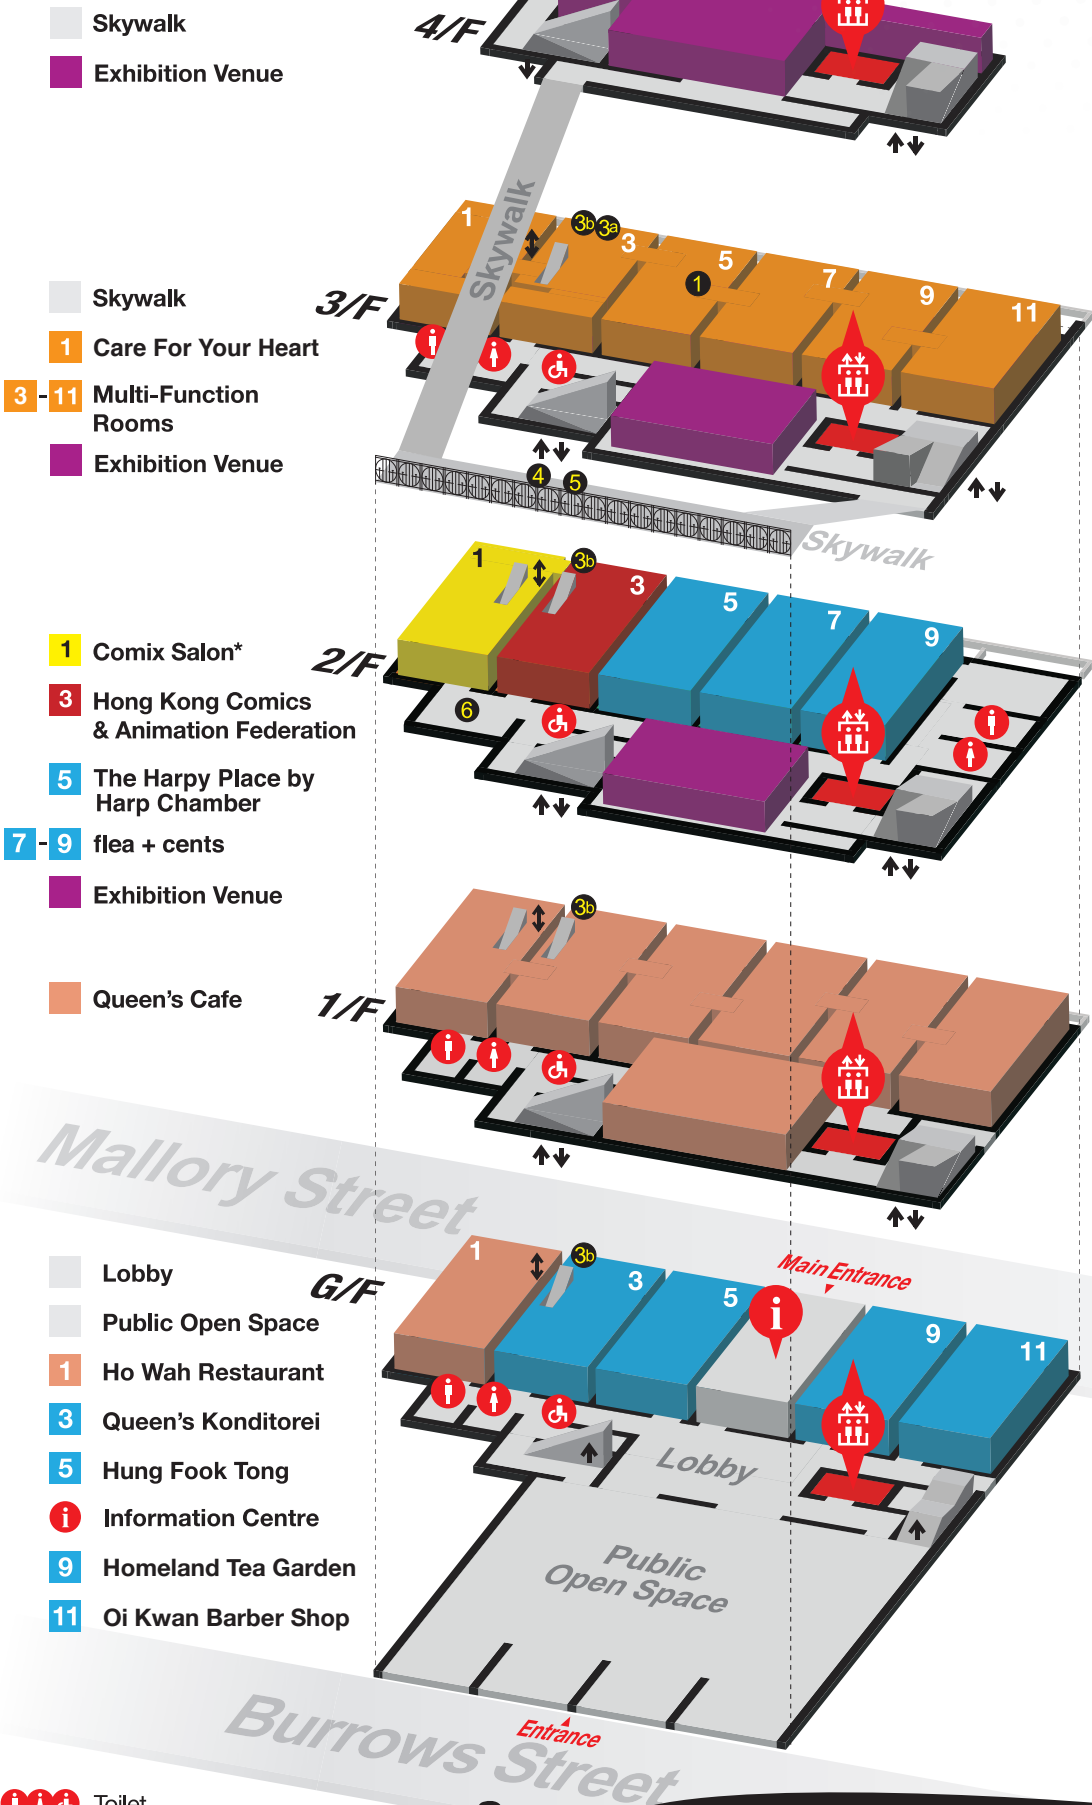 Skywalk
4/F
Exhibition Venue
Skywalk
1
3b
3a
3
5
1
7
9
11
3/F
Skywalk
1 Care For Your Heart
3 - 11 Multi-Function
Rooms
Exhibition Venue
4
5
Skywalk
1
3b
3
5
7
9
2/F
6
1 Comix Salon*
3 Hong Kong Comics
& Animation Federation
5 The Harpy Place by
Harp Chamber
7 - 9 flea + cents
Exhibition Venue
3b
1/F
Queen's Cafe
Mallory Street
1
3b
3
5
i
Main Entrance
9
11
G/F
Lobby
Public Open Space
1 Ho Wah Restaurant
3 Queen's Konditorei
5 Hung Fook Tong
i Information Centre
9 Homeland Tea Garden
11 Oi Kwan Barber Shop
Lobby
Public
Open Space
Entrance
Burrows Street
Toilet